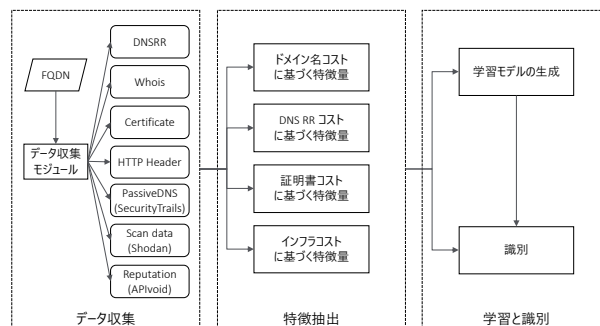 FQDN
データ収集
モジュール
DNSRR
Whois
Certificate
HTTP Header
PassiveDNS
(SecurityTrails)
Scan data
(Shodan)
Reputation
(APIvoid)
データ収集
ドメイン名コスト
に基づく特徴量
DNS RR コスト
に基づく特徴量
証明書コスト
に基づく特徴量
インフラコスト
に基づく特徴量
特徴抽出
学習モデルの生成
識別
学習と識別